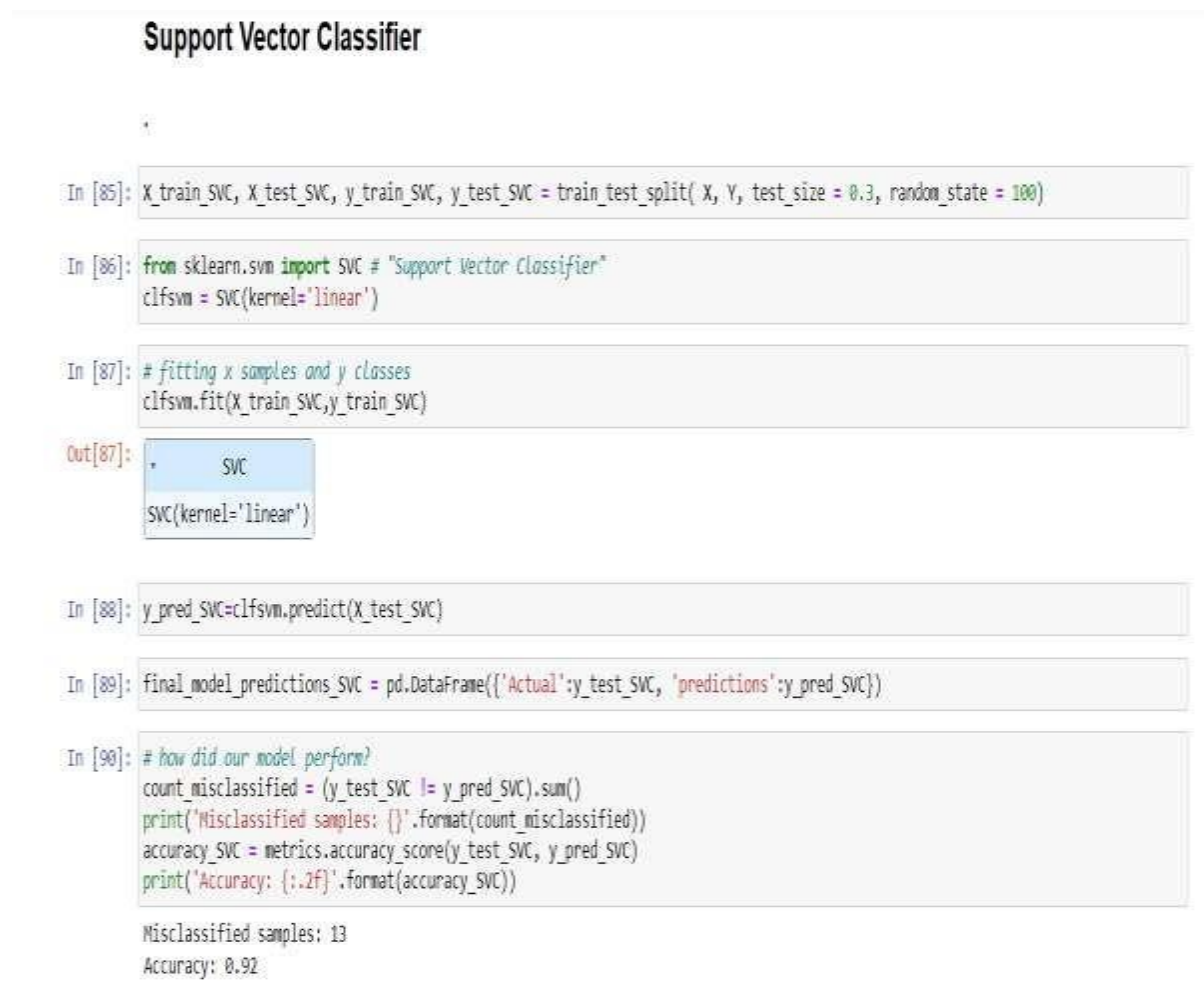 Support Vector Classifier
In [85]: X_train_SVC, X_test_SVC, y_train_SVC, y_test_SVC = train_test_split( X, Y, test_size = 0.3, random_state = 100)
In [86]: from sklearn.svm import SVC # "Support Vector Classifier"
clfsvm = SVC(kernel='linear')
In [87]: # fitting x samples and y classes
clfsvm.fit(X_train_SVC,y_train_SVC)
Out[87]:
SVC
SVC(kernel='linear')
In [88]: y_pred_SVC=clfsvm.predict(X_test_SVC)
In [89]: final_model_predictions_SVC = pd.DataFrame({'Actual':y_test_SVC, 'predictions':y_pred_SVC})
In [90]: # how did our model perform?
count_misclassified = (y_test_SVC != y_pred_SVC).sum()
print('Misclassified samples: {}'.format(count_misclassified))
accuracy_SVC = metrics.accuracy_score(y_test_SVC, y_pred_SVC)
print('Accuracy: {:.2f}'.format(accuracy_SVC))
Misclassified samples: 13
Accuracy: 0.92